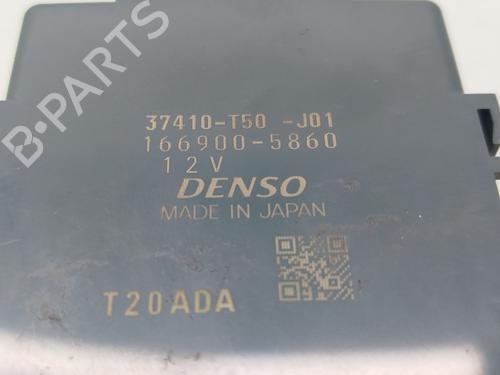 37410-T50 -J01
166900-5860
12V
DENSO
MADE IN JAPAN
T20ADA
B PARTS